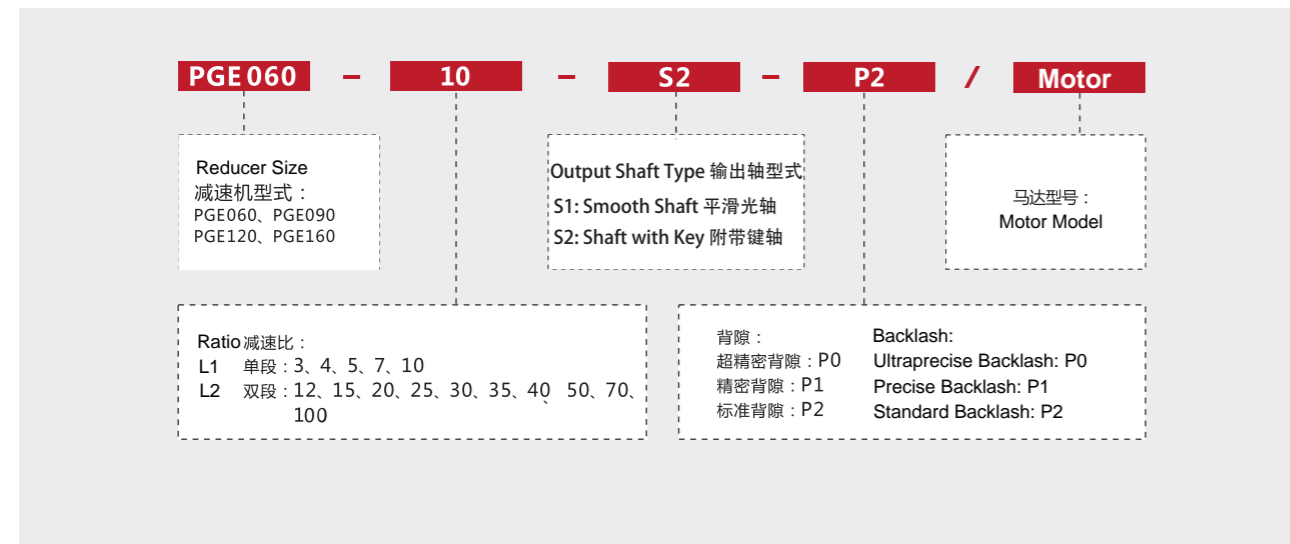 PGE060 – 10 – S2 – P2 / Motor
Reducer Size
减速机型式：
PGE060、PGE090
PGE120、PGE160
Output Shaft Type 输出轴型式
S1: Smooth Shaft 平滑光轴
S2: Shaft with Key 附带键轴
马达型号：
Motor Model
Ratio 减速比：
L1 单段：3、4、5、7、10
L2 双段：12、15、20、25、30、35、40、50、70、
100
背隙： Backlash:
超精密背隙：P0 Ultraprecise Backlash: P0
精密背隙：P1 Precise Backlash: P1
标准背隙：P2 Standard Backlash: P2